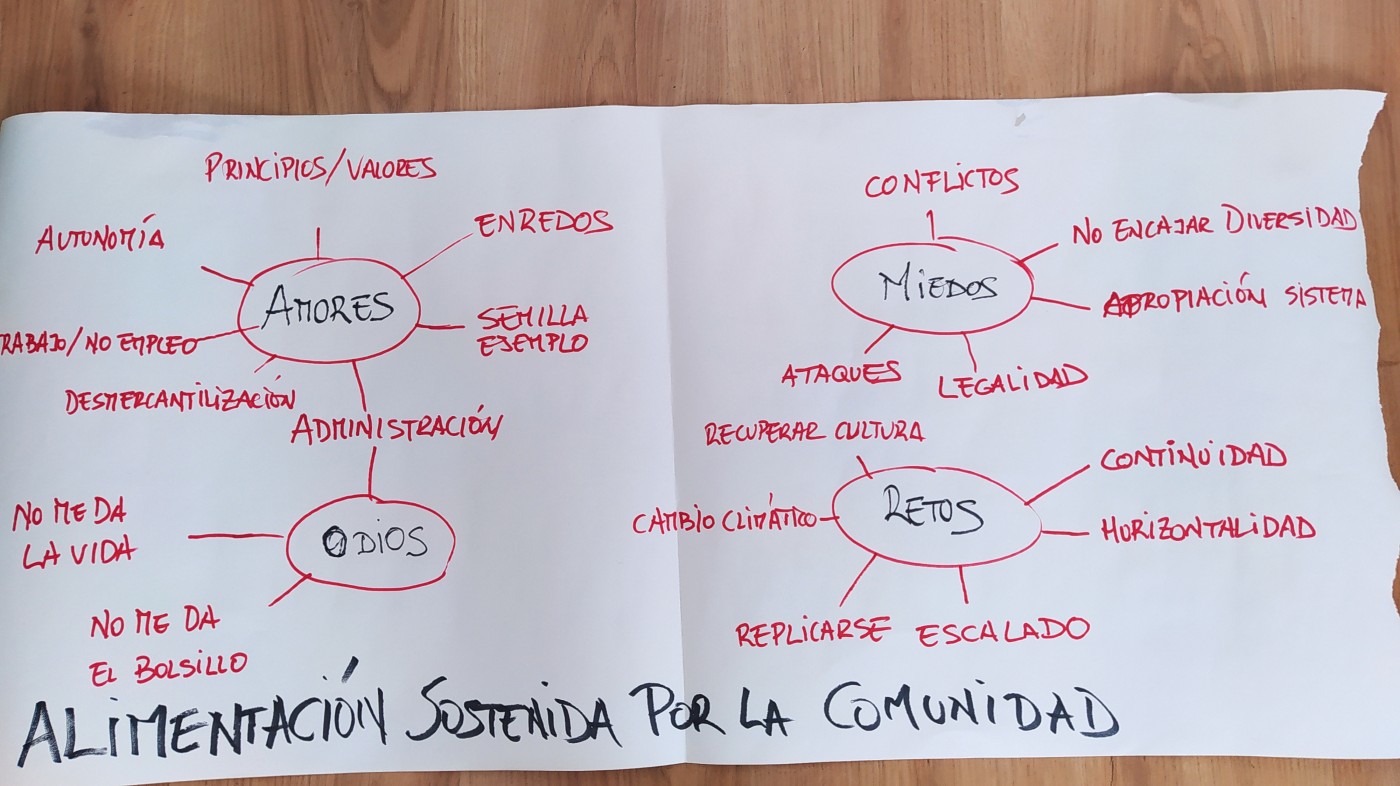 PRINCIPIOS/VALORES
AUTONOMÍA
ENREDOS
AMORES
TRABAJO/NO EMPLEO
SEMILLA
EJEMPLO
DESMERCANTILIZACIÓN
ADMINISTRACIÓN
ODIOS
NO ME DA
LA VIDA
NO ME DA
EL BOLSILLO
CONFLICTOS
NO ENCAJAR DIVERSIDAD
MIEDOS
APROPIACIÓN SISTEMA
ATAQUES
LEGALIDAD
RECUPERAR CULTURA
CONTINUIDAD
RETOS
CAMBIO CLIMÁTICO
HORIZONTALIDAD
REPLICARSE
ESCALADO
ALIMENTACIÓN SOSTENIDA POR LA COMUNIDAD